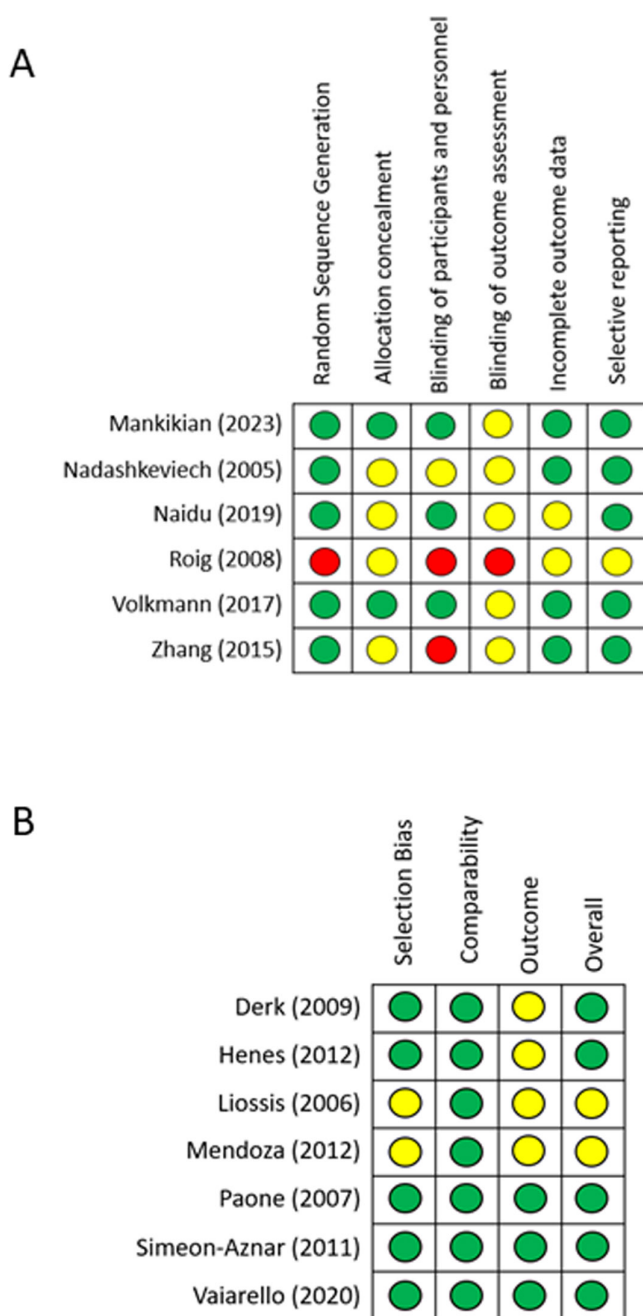 A
Random Sequence Generation
Allocation concealment
Blinding of participants and personnel
Blinding of outcome assessment
Incomplete outcome data
Selective reporting
Mankikian (2023)
Nadashkeviech (2005)
Naidu (2019)
Roig (2008)
Volkmann (2017)
Zhang (2015)
B
Selection Bias
Comparability
Outcome
Overall
Derk (2009)
Henes (2012)
Liossis (2006)
Mendoza (2012)
Paone (2007)
Simeon-Aznar (2011)
Vaiarello (2020)